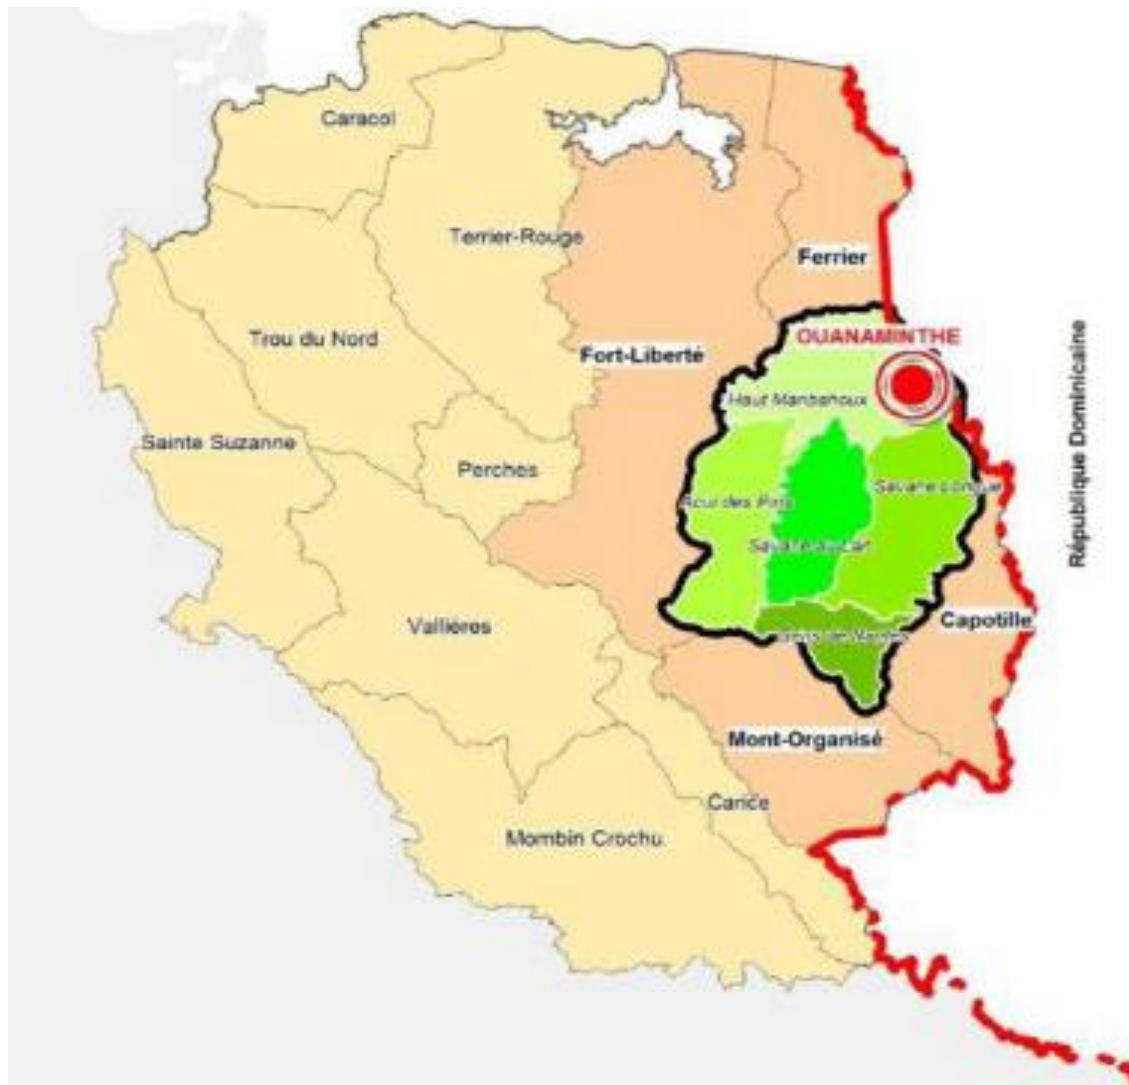 Caracol
Terrier-Rouge
Ferrier
Trou du Nord
OUANAMINTHE
Fort-Liberté
République Dominicaine
Haut Manbahoux
Sainte Suzanne
Perches
Savane Longue
Acul des Pins
Savane au Lait
Capotille
Vallieres
Mont-Organisé
Carice
Mombin Crochu